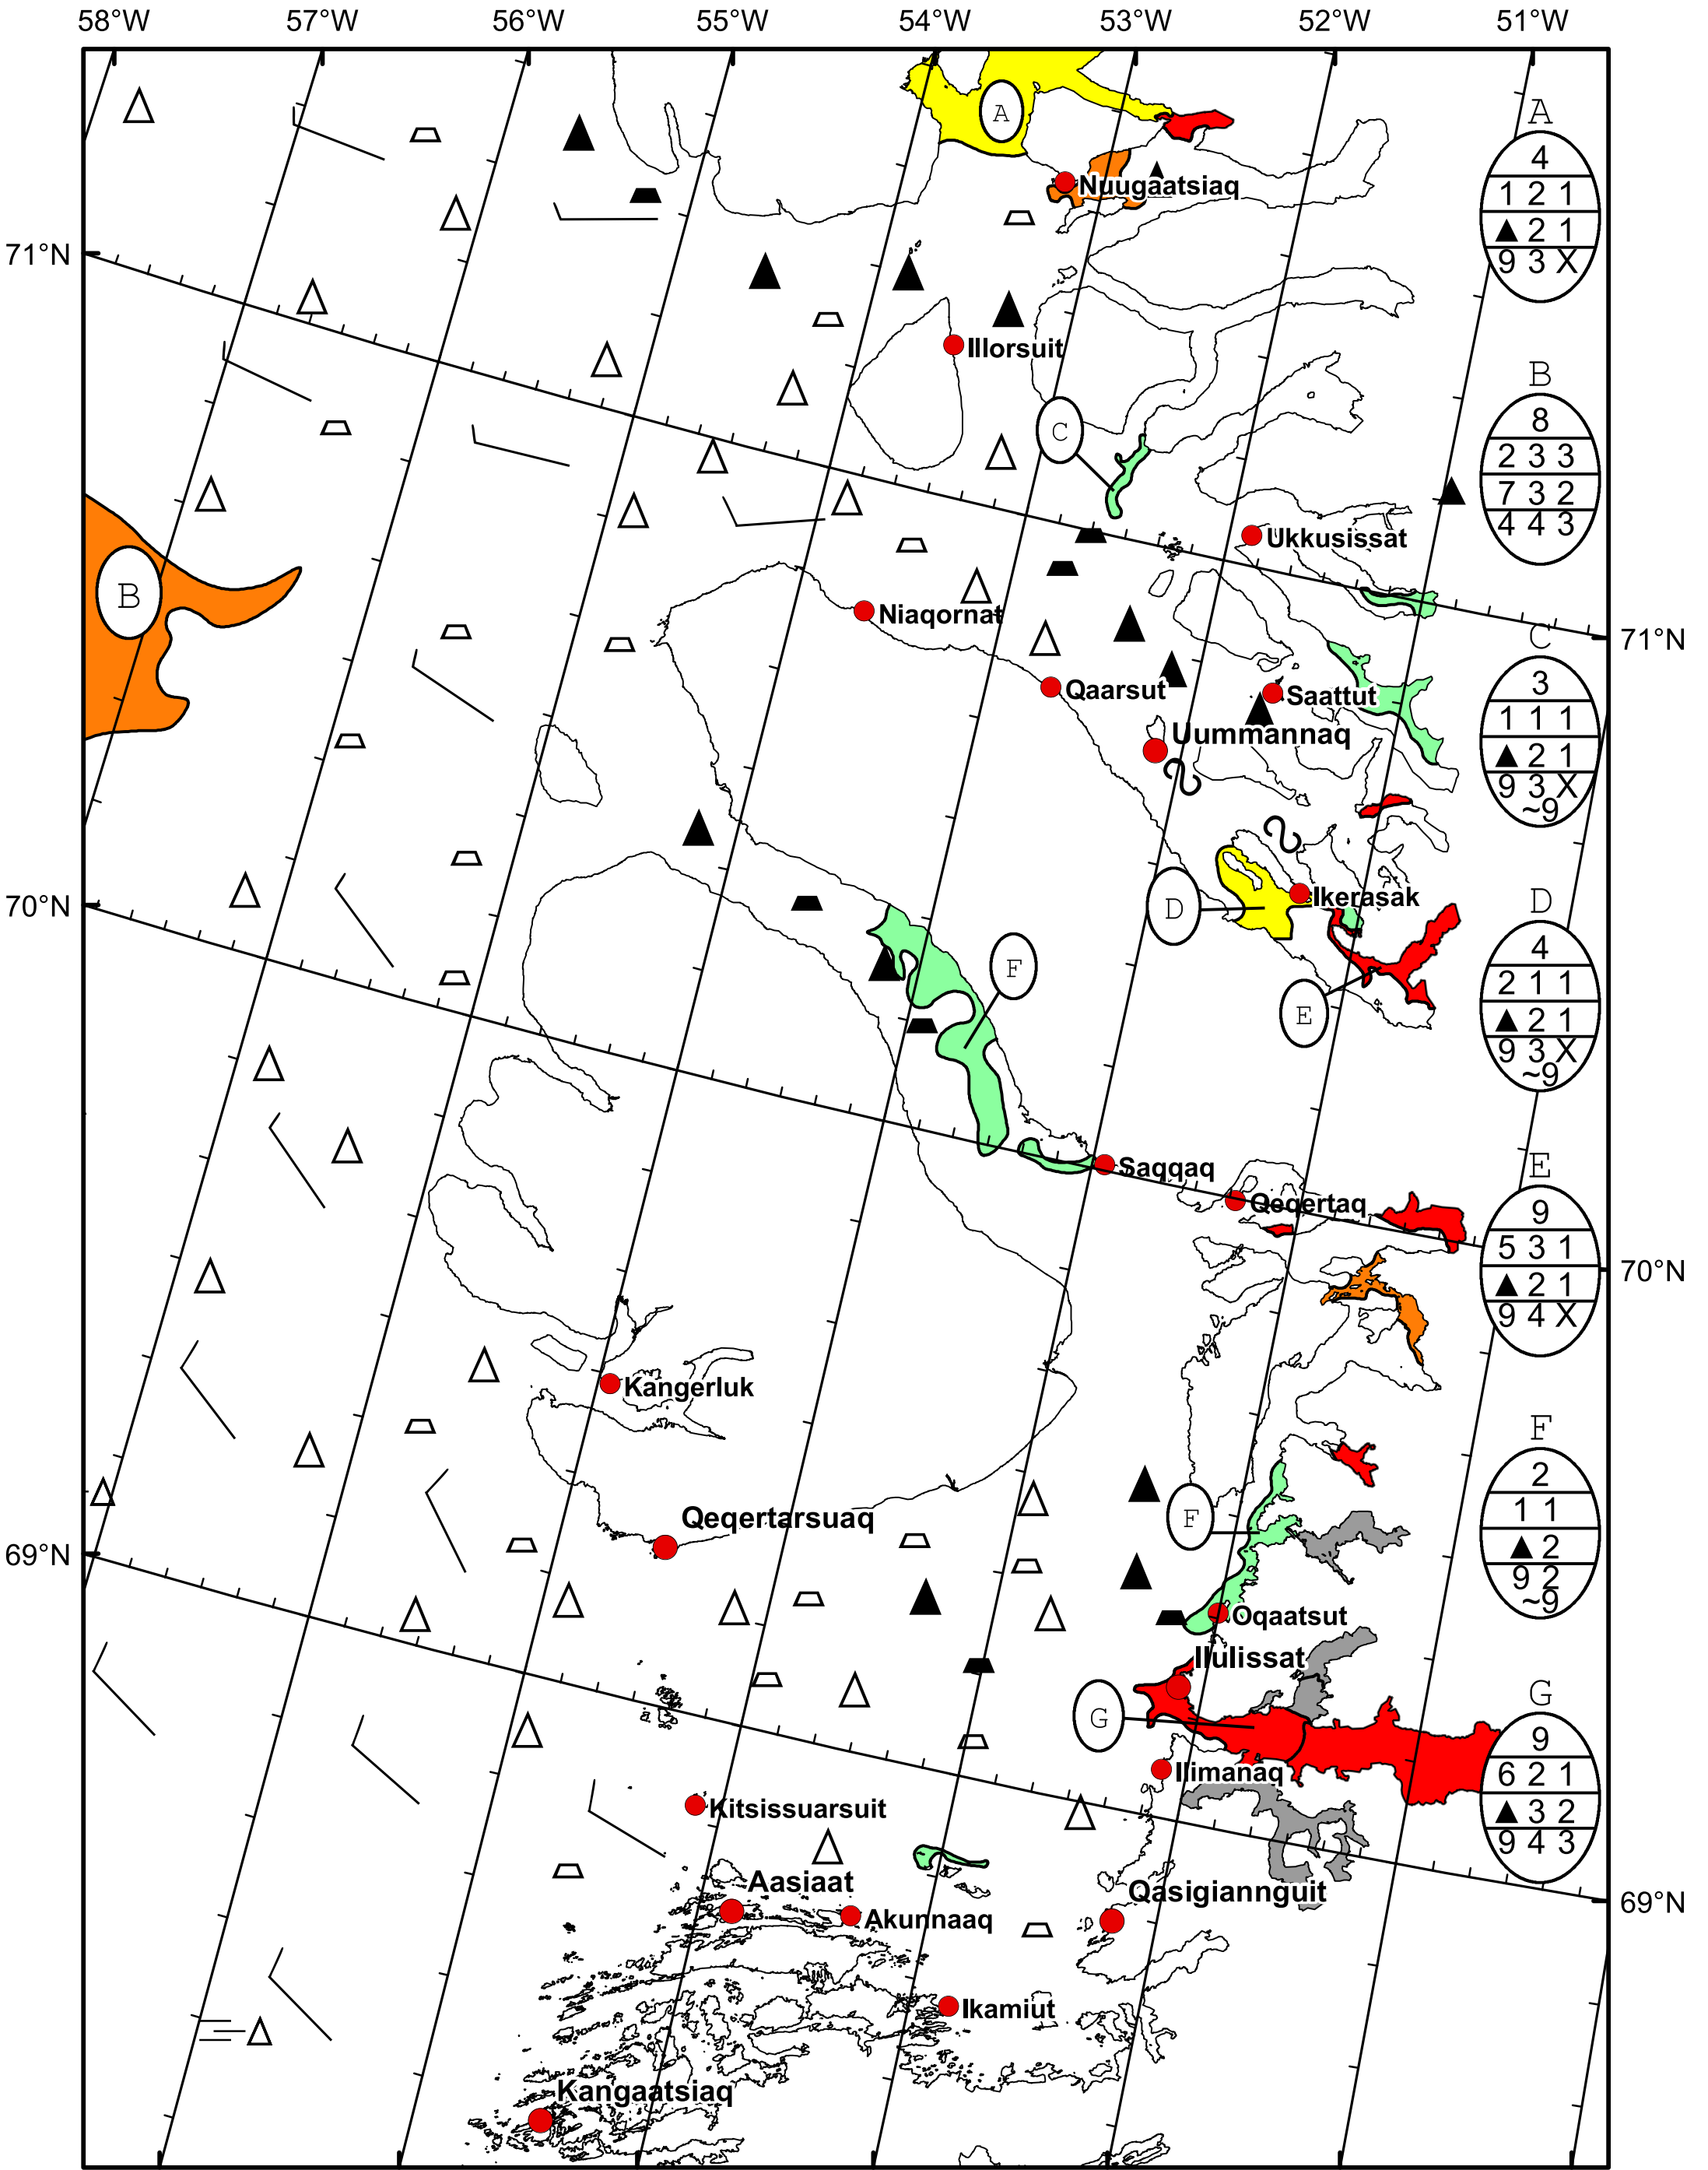 58°W 57°W 56°W 55°W 54°W 53°W 52°W 51°W
A
A
4
1 2 1
▲ 2 1
9 3 X
Nuugaatsiaq
71°N
Illorsuit
B
8
2 3 3
7 3 2
4 4 3
C
Ukkusissat
B
Niaqornat
71°N
C
3
1 1 1
▲ 2 1
9 3 X
~9
Qaarsut
Saattut
Uummannaq
Ikerasak
70°N
D
D
4
2 1 1
▲ 2 1
9 3 X
~9
F
E
Saqqaq
Qeqertaq
E
9
5 3 1
▲ 2 1
9 4 X
70°N
Kangerluk
F
2
1 1
▲ 2
9 2
~9
Qeqertarsuaq
F
69°N
Oqaatsut
Ilulissat
G
G
9
6 2 1
▲ 3 2
9 4 3
Ilimanaq
Kitsissuarsuit
Aasiaat
Akunnaaq
Qasigiannguit
69°N
Ikamiut
Kangaatsiaq